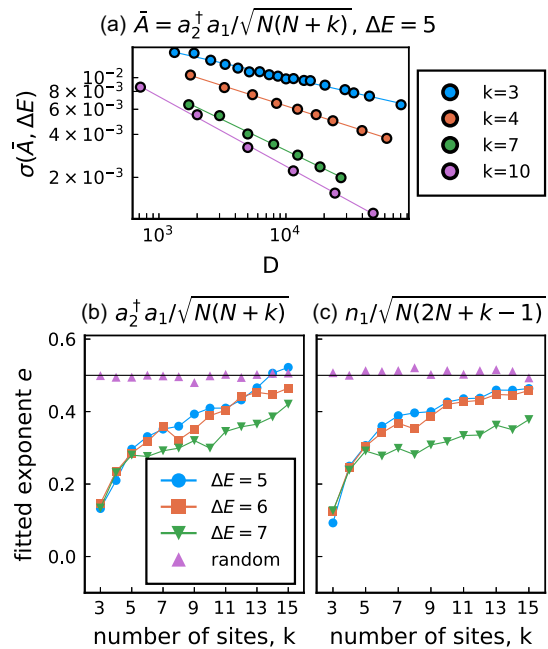 (a) Ā = a₂†a₁/√N(N + k), ΔE = 5
σ(Ā, ΔE)
10⁻²
8 × 10⁻³
6 × 10⁻³
4 × 10⁻³
2 × 10⁻³
10³
10⁴
D
k=3
k=4
k=7
k=10
(b) a₂†a₁/√N(N + k)
(c) n₁/√N(2N + k − 1)
fitted exponent e
0.6
0.4
0.2
0.0
ΔE = 5
ΔE = 6
ΔE = 7
random
3 5 7 9 11 13 15
3 5 7 9 11 13 15
number of sites, k
number of sites, k